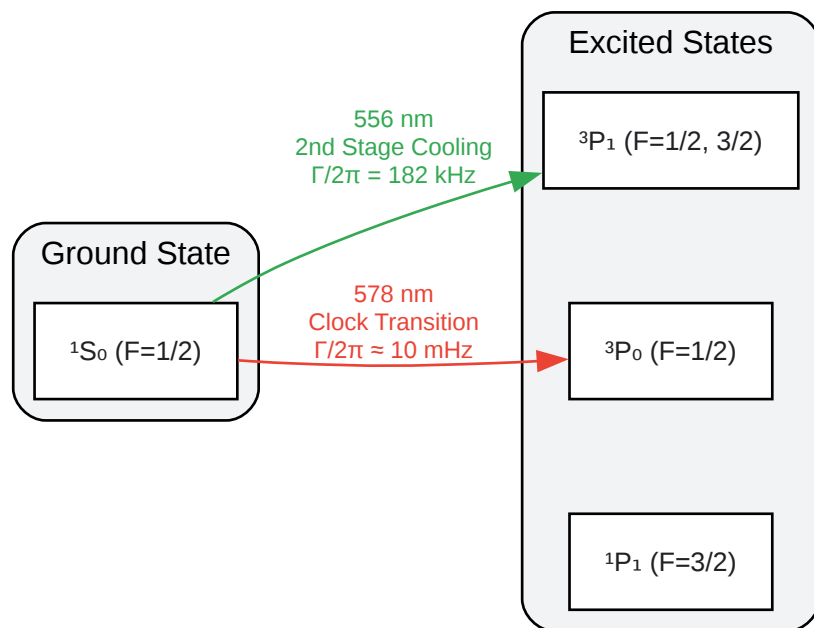 Excited States
556 nm
2nd Stage Cooling
Γ/2π = 182 kHz
³P₁ (F=1/2, 3/2)
Ground State
578 nm
Clock Transition
Γ/2π ≈ 10 mHz
¹S₀ (F=1/2)
³P₀ (F=1/2)
¹P₁ (F=3/2)